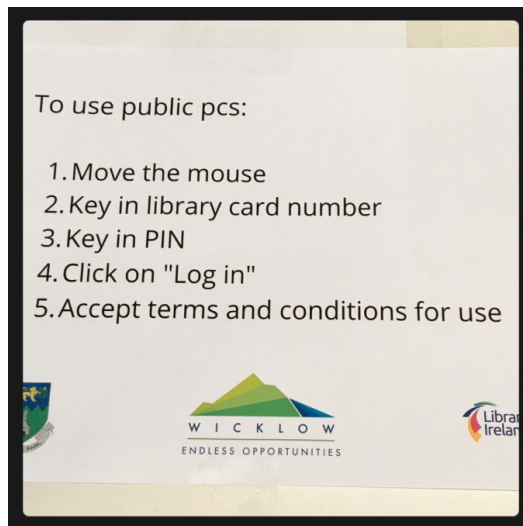 To use public pcs:
1. Move the mouse
2. Key in library card number
3. Key in PIN
4. Click on "Log in"
5. Accept terms and conditions for use
WICKLOW
ENDLESS OPPORTUNITIES